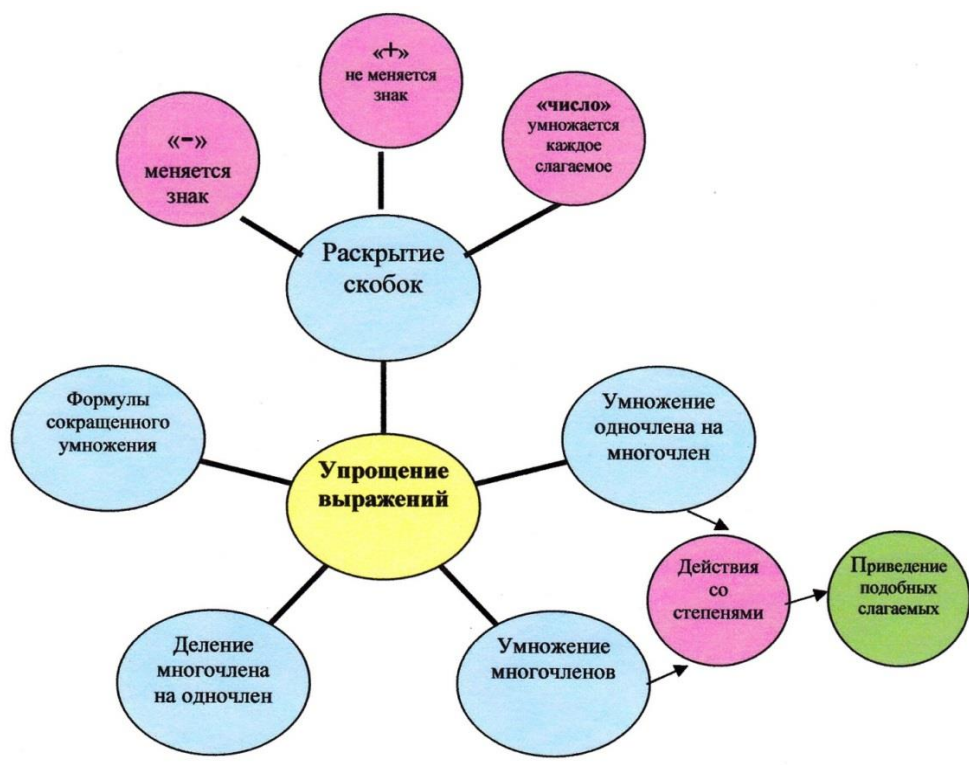 «+»
не меняется
знак
«-»
меняется
знак
«число»
умножается
каждое
слагаемое
Раскрытие
скобок
Формулы
сокращенного
умножения
Умножение
одночлена на
многочлен
Упрощение
выражений
Действия
со
степенями
Приведение
подобных
слагаемых
Деление
многочлена
на одночлен
Умножение
многочленов